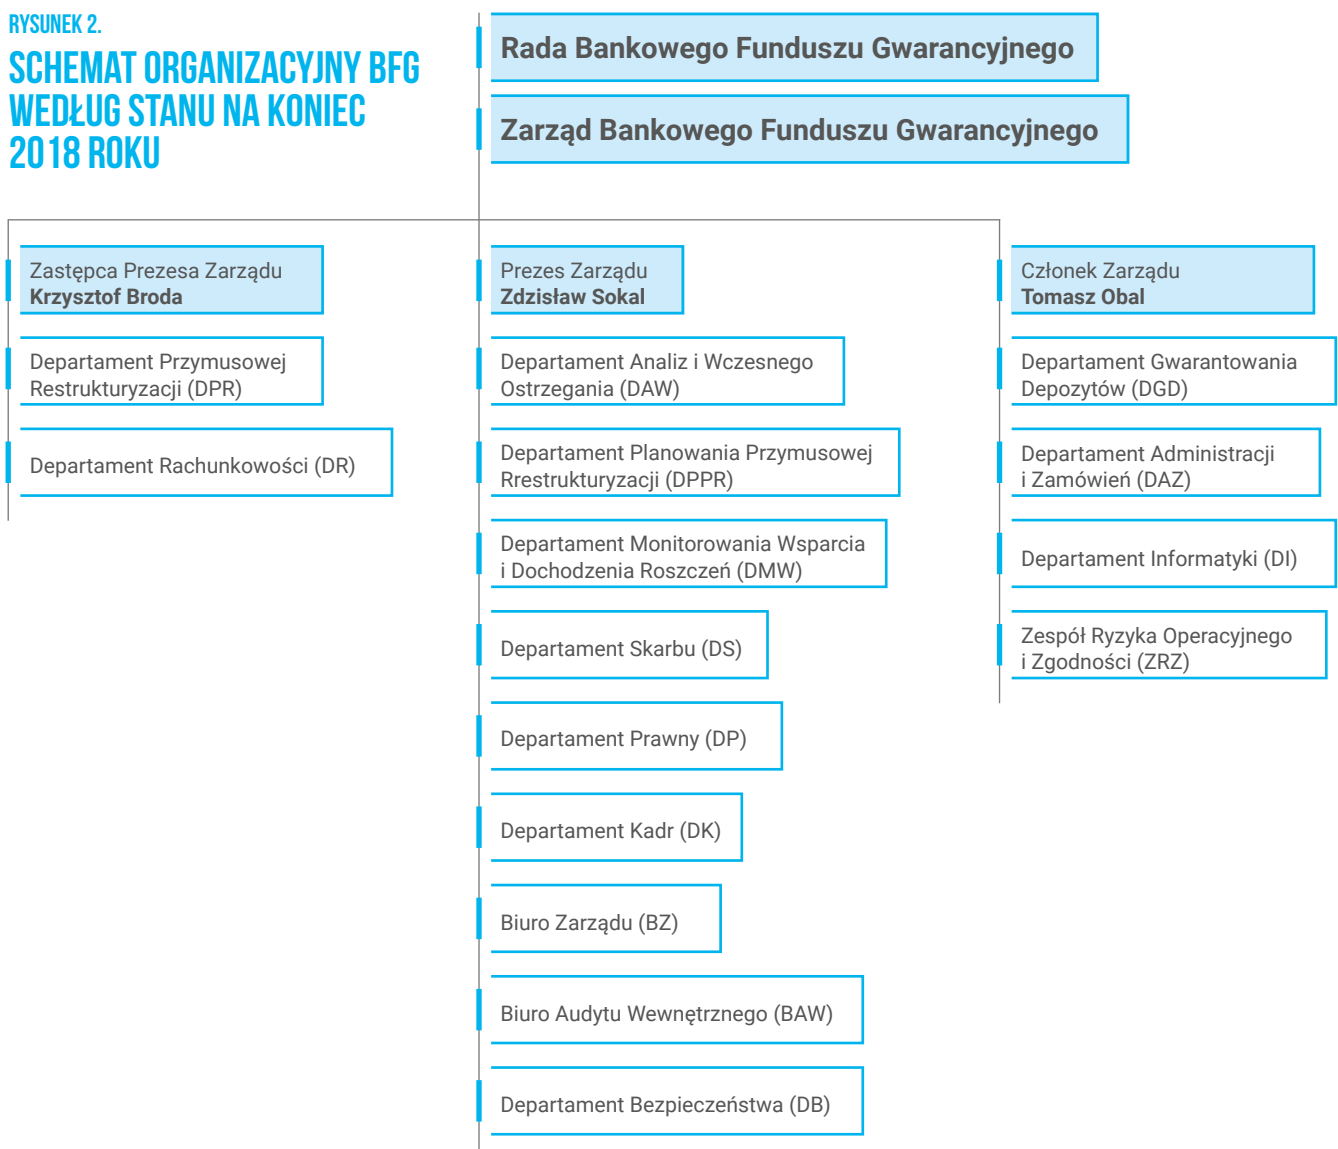 RYSUNEK 2.
SCHEMAT ORGANIZACYJNY BFG
WEDŁUG STANU NA KONIEC
2018 ROKU
Rada Bankowego Funduszu Gwarancyjnego
Zarząd Bankowego Funduszu Gwarancyjnego
Zastępca Prezesa Zarządu
Krzysztof Broda
Departament Przymusowej
Restrukturyzacji (DPR)
Departament Rachunkowości (DR)
Prezes Zarządu
Zdzisław Sokal
Departament Analiz i Wczesnego
Ostrzegania (DAW)
Departament Planowania Przymusowej
Rrestrukturyzacji (DPPR)
Departament Monitorowania Wsparcia
i Dochodzenia Roszczeń (DMW)
Departament Skarbu (DS)
Departament Prawny (DP)
Departament Kadr (DK)
Biuro Zarządu (BZ)
Biuro Audytu Wewnętrznego (BAW)
Departament Bezpieczeństwa (DB)
Członek Zarządu
Tomasz Obal
Departament Gwarantowania
Depozytów (DGD)
Departament Administracji
i Zamówień (DAZ)
Departament Informatyki (DI)
Zespół Ryzyka Operacyjnego
i Zgodności (ZRZ)